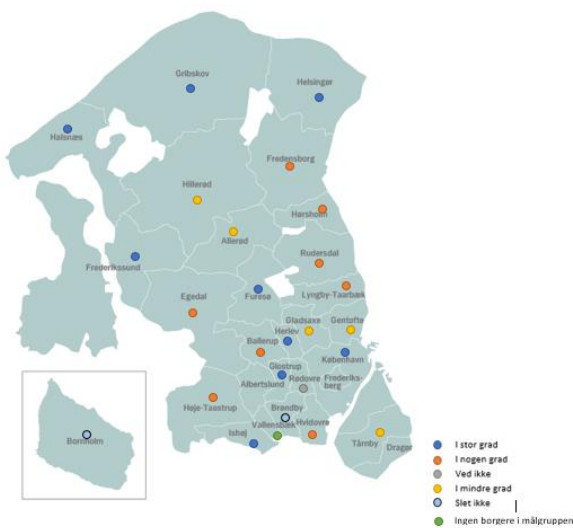 Gribskov
Helsingør
Halsnæs
Fredensborg
Hillerød
Hørsholm
Allerød
Rudersdal
Frederikssund
Furesø
Egedal
Lyngby-Taarbæk
Gladsaxe
Gentofte
Herlev
Ballerup
København
Glostrup
Albertslund
Rødovre
Frederiks-
berg
Høje-Taastrup
Brøndby
Vallensbæk
Hvidovre
Ishøj
Tårnby
Dragør
Bornholm
I stor grad
I nogen grad
Ved ikke
I mindre grad
Slet ikke
Ingen borgere i målgruppen